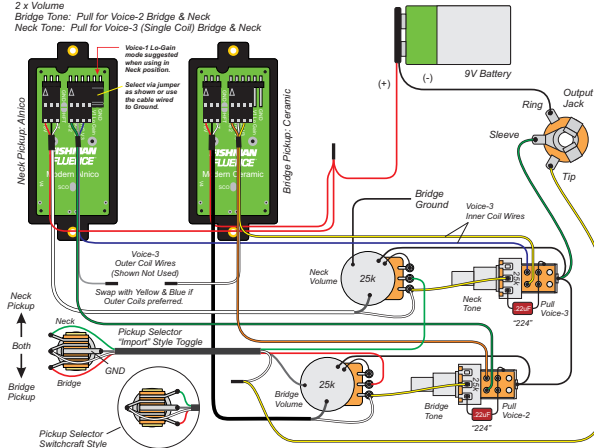 2 x Volume
Bridge Tone: Pull for Voice-2 Bridge & Neck
Neck Tone: Pull for Voice-3 (Single Coil) Bridge & Neck
Voice-1 Lo-Gain
mode suggested
when using in
Neck position.
Select via jumper
as shown or use
the cable wired
to Ground.
Neck Pickup: Alnico
FISHMAN
FLUENCE
Modern Alnico
Bridge Pickup: Ceramic
FISHMAN
FLUENCE
Modern Ceramic
(+)
(-)
9V Battery
Ring
Output
Jack
Sleeve
Tip
Bridge
Ground
Voice-3
Inner Coil Wires
Voice-3
Outer Coil Wires
(Shown Not Used)
Swap with Yellow & Blue if
Outer Coils preferred.
Neck
Volume
25k
Neck
Tone
25k
.22uF
"224"
Pull
Voice-3
Neck
Pickup
Both
Bridge
Pickup
Neck
Bridge
GND
Pickup Selector
"Import" Style Toggle
Pickup Selector
Switchcraft Style
Bridge
Volume
25k
Bridge
Tone
25k
.22uF
"224"
Pull
Voice-2